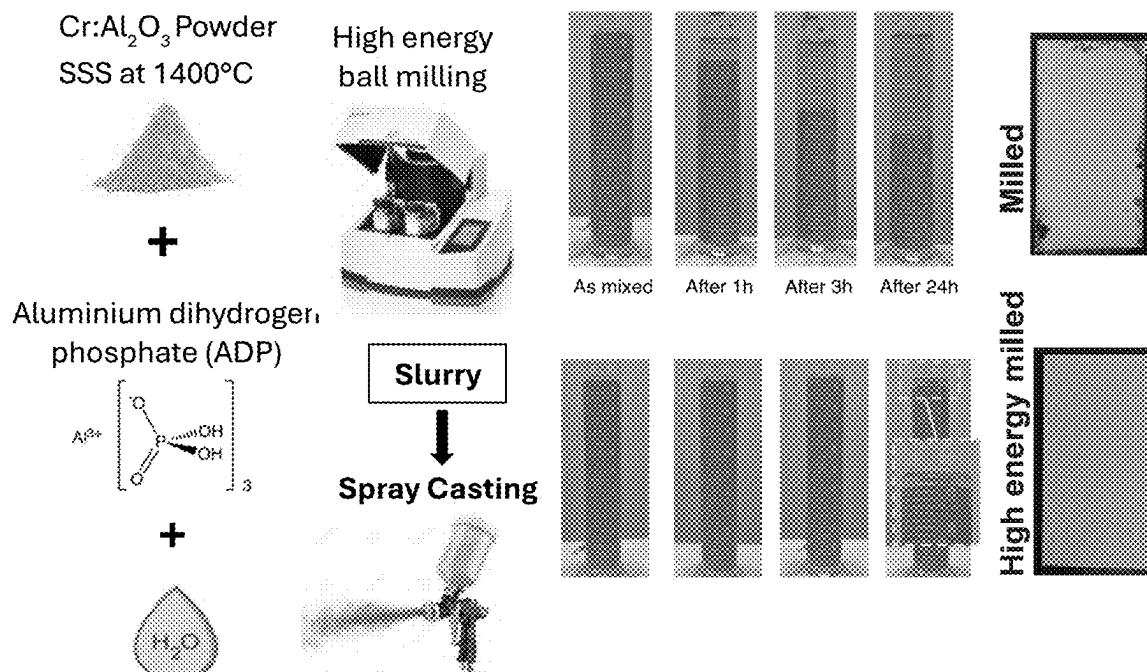 Cr:Al₂O₃ Powder
SSS at 1400°C
+
Aluminium dihydrogen
phosphate (ADP)
Al³⁺
⁻O
P
OH
OH
O
3
+
H₂O
High energy
ball milling
Slurry
Spray Casting
As mixed
After 1h
After 3h
After 24h
Milled
High energy milled